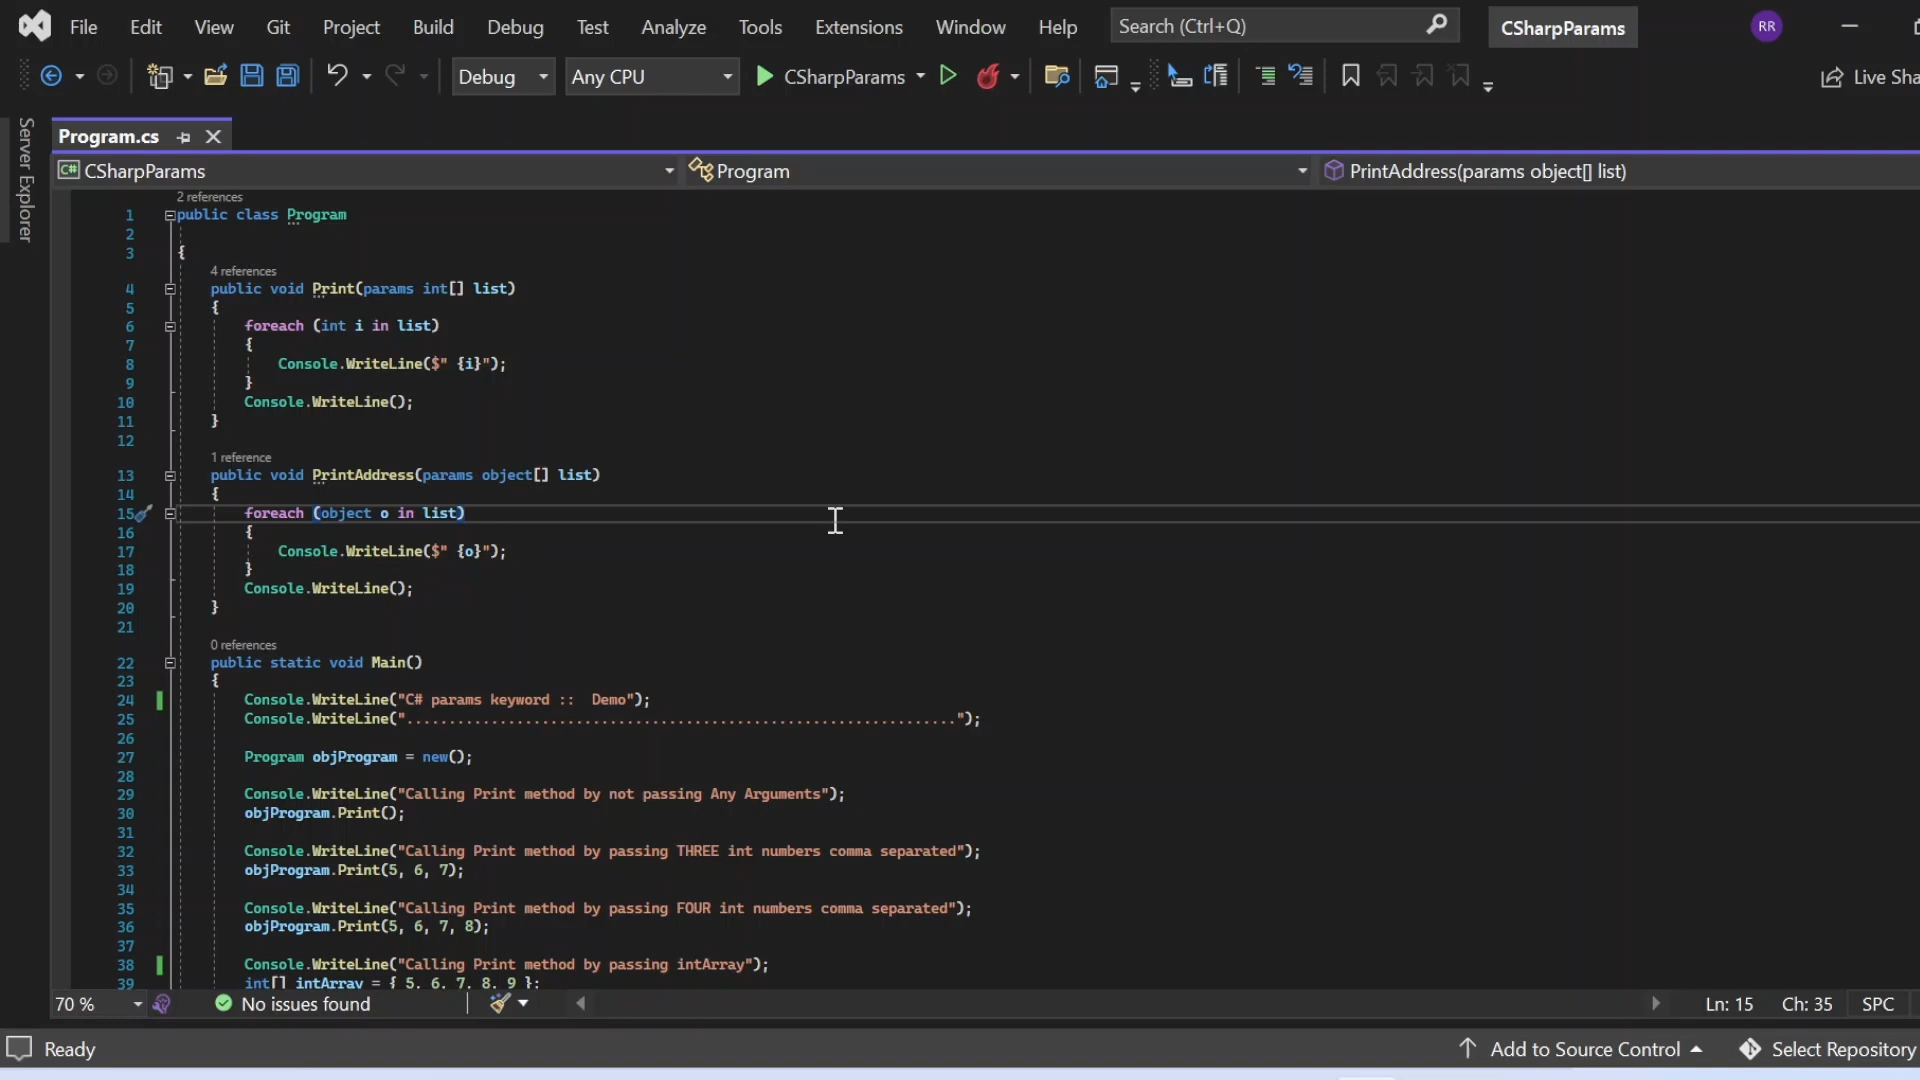 File Edit View Git Project Build Debug Test Analyze Tools Extensions Window Help Search (Ctrl+Q) CSharpParams RR
Debug Any CPU CSharpParams Live Sha
Server Explorer
Program.cs
C# CSharpParams Program PrintAddress(params object[] list)
2 references
1 public class Program
2
3 {
4 references
4 public void Print(params int[] list)
5 {
6 foreach (int i in list)
7 {
8 Console.WriteLine($" {i}");
9 }
10 Console.WriteLine();
11 }
12
1 reference
13 public void PrintAddress(params object[] list)
14 {
15 foreach (object o in list)
16 {
17 Console.WriteLine($" {o}");
18 }
19 Console.WriteLine();
20 }
21
0 references
22 public static void Main()
23 {
24 Console.WriteLine("C# params keyword ::  Demo");
25 Console.WriteLine(".................................................................");
26
27 Program objProgram = new();
28
29 Console.WriteLine("Calling Print method by not passing Any Arguments");
30 objProgram.Print();
31
32 Console.WriteLine("Calling Print method by passing THREE int numbers comma separated");
33 objProgram.Print(5, 6, 7);
34
35 Console.WriteLine("Calling Print method by passing FOUR int numbers comma separated");
36 objProgram.Print(5, 6, 7, 8);
37
38 Console.WriteLine("Calling Print method by passing intArray");
39 int[] intArray = { 5, 6, 7, 8, 9 };
70 % No issues found Ln: 15 Ch: 35 SPC
Ready Add to Source Control Select Repository